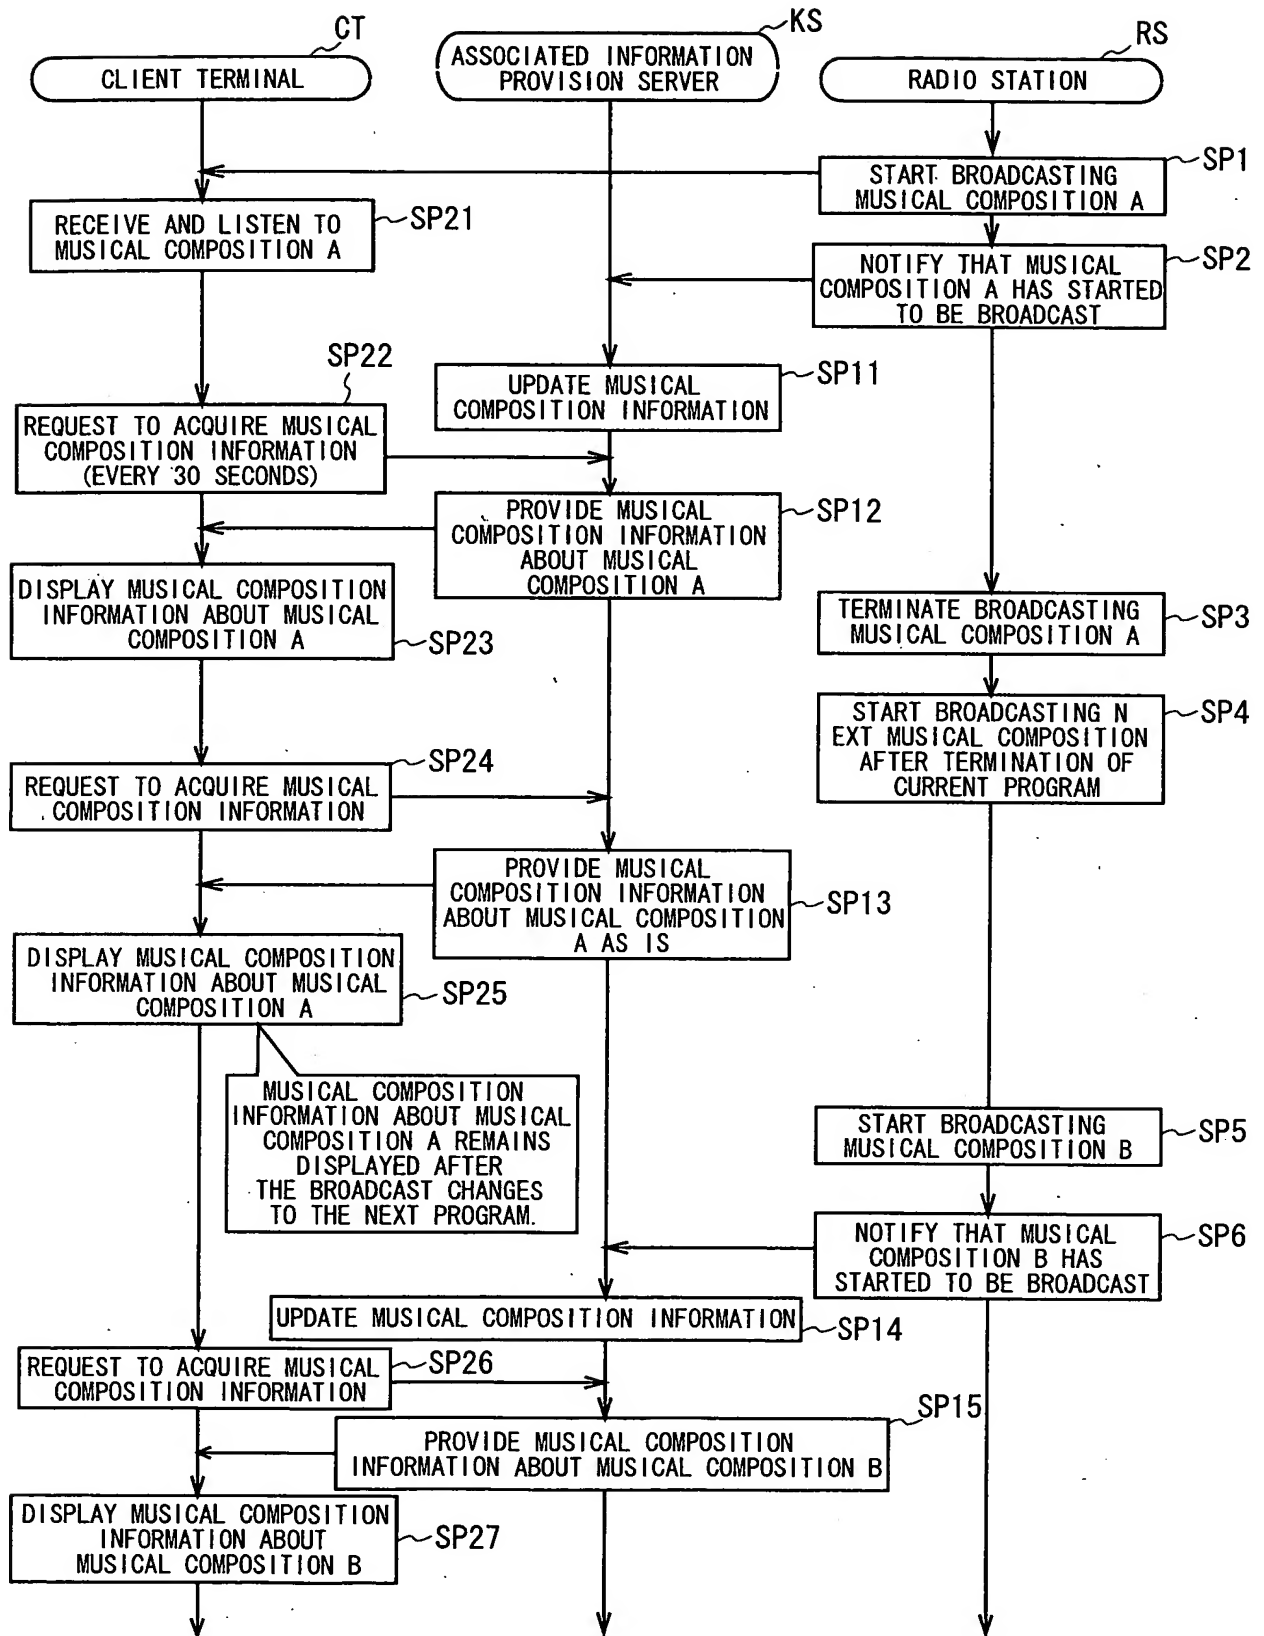 CT
CLIENT TERMINAL
KS
ASSOCIATED INFORMATION
PROVISION SERVER
RS
RADIO STATION
SP1
START BROADCASTING
MUSICAL COMPOSITION A
SP21
RECEIVE AND LISTEN TO
MUSICAL COMPOSITION A
SP2
NOTIFY THAT MUSICAL
COMPOSITION A HAS STARTED
TO BE BROADCAST
SP11
UPDATE MUSICAL
COMPOSITION INFORMATION
SP22
REQUEST TO ACQUIRE MUSICAL
COMPOSITION INFORMATION
(EVERY 30 SECONDS)
SP12
PROVIDE MUSICAL
COMPOSITION INFORMATION
ABOUT MUSICAL
COMPOSITION A
DISPLAY MUSICAL COMPOSITION
INFORMATION ABOUT MUSICAL
COMPOSITION A
SP23
TERMINATE BROADCASTING
MUSICAL COMPOSITION A
SP3
START BROADCASTING N
EXT MUSICAL COMPOSITION
AFTER TERMINATION OF
CURRENT PROGRAM
SP4
SP24
REQUEST TO ACQUIRE MUSICAL
COMPOSITION INFORMATION
PROVIDE MUSICAL
COMPOSITION INFORMATION
ABOUT MUSICAL COMPOSITION
A AS IS
SP13
DISPLAY MUSICAL COMPOSITION
INFORMATION ABOUT MUSICAL
COMPOSITION A
SP25
MUSICAL COMPOSITION
INFORMATION ABOUT MUSICAL
COMPOSITION A REMAINS
DISPLAYED AFTER
THE BROADCAST CHANGES
TO THE NEXT PROGRAM.
START BROADCASTING
MUSICAL COMPOSITION B
SP5
NOTIFY THAT MUSICAL
COMPOSITION B HAS
STARTED TO BE BROADCAST
SP6
UPDATE MUSICAL COMPOSITION INFORMATION
SP14
REQUEST TO ACQUIRE MUSICAL
COMPOSITION INFORMATION
SP26
SP15
PROVIDE MUSICAL COMPOSITION
INFORMATION ABOUT MUSICAL COMPOSITION B
DISPLAY MUSICAL COMPOSITION
INFORMATION ABOUT
MUSICAL COMPOSITION B
SP27